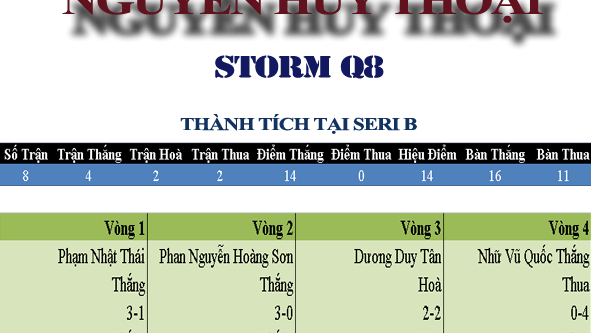 NGUYỄN HUY THOẠI
STORM Q8
THÀNH TÍCH TẠI SERI B
Số Trận Trận Thắng Trận Hoà Trận Thua Điểm Thắng Điểm Thua Hiệu Điểm Bàn Thắng Bàn Thua
8 4 2 2 14 0 14 16 11
Vòng 1 Vòng 2 Vòng 3 Vòng 4
Phạm Nhật Thái Phan Nguyễn Hoàng Son Dương Duy Tân Nhữ Vũ Quốc Thắng
Thắng Thắng Hoà Thua
3-1 3-0 2-2 0-4